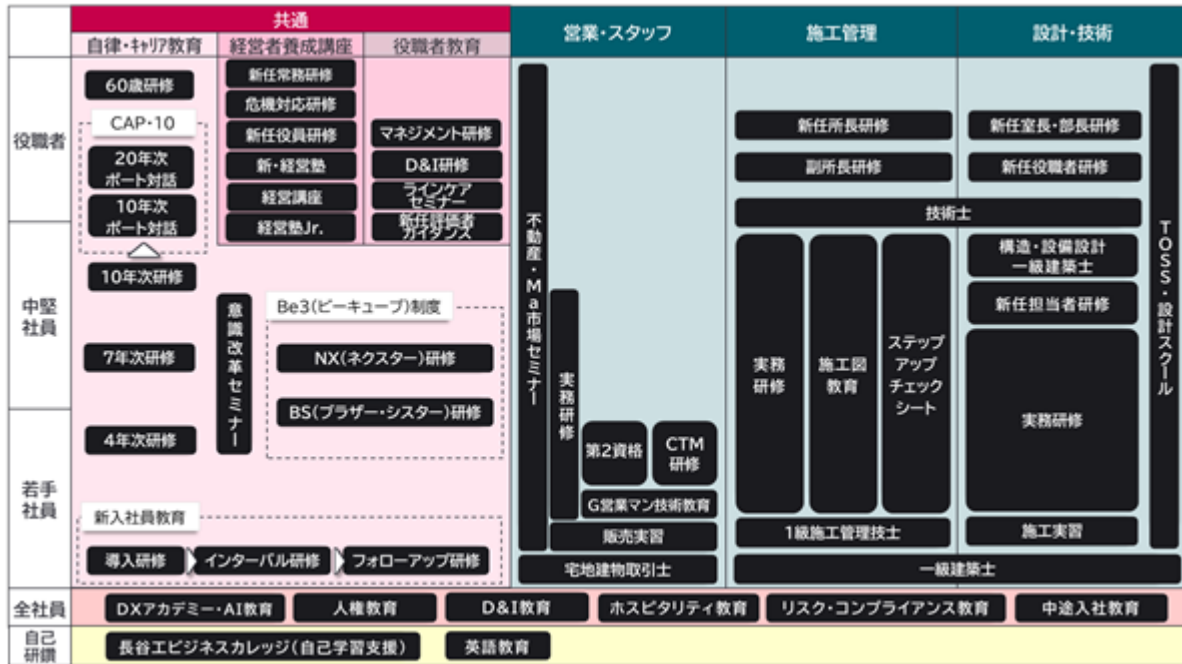 共通
営業・スタッフ
施工管理
設計・技術
自律・キャリア教育
経営者養成講座
役職者教育
役職者
60歳研修
CAP・10
20年次
ポート対話
10年次
ポート対話
新任常務研修
危機対応研修
新任役員研修
新・経営塾
経営講座
経営塾Jr.
マネジメント研修
D&I研修
ラインケア
セミナー
新任評価者
ガイダンス
中堅
社員
10年次研修
7年次研修
意識改革セミナー
Be3(ビーキューブ)制度
NX(ネクスター)研修
BS(ブラザー・シスター)研修
若手
社員
4年次研修
新入社員教育
導入研修
インターバル研修
フォローアップ研修
不動産・Ma市場セミナー
実務研修
第2資格
CTM
研修
G営業マン技術教育
販売実習
宅地建物取引士
新任所長研修
副所長研修
技術士
実務
研修
施工図
教育
ステップ
アップ
チェック
シート
1級施工管理技士
一級建築士
新任室長・部長研修
新任役職者研修
構造・設備設計
一級建築士
新任担当者研修
実務研修
施工実習
TOSS・設計スクール
全社員
DXアカデミー・AI教育
人権教育
D&I教育
ホスピタリティ教育
リスク・コンプライアンス教育
中途入社教育
自己
研鑽
長谷工ビジネスカレッジ(自己学習支援)
英語教育